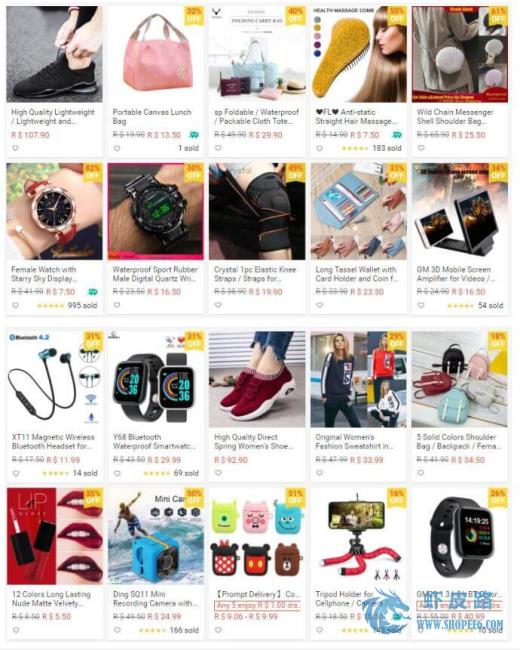 32%
OFF
40%
OFF
50%
OFF
61%
OFF
FOLDING CARRY BAG
HEALTH MASSAGE COMB
High Quality Lightweight
/ Lightweight and...
R$ 107.90
Portable Canvas Lunch
Bag
R$ 19.90 R$ 13.50
1 sold
sp Foldable / Waterproof
/ Packable Cloth Tote...
R$ 49.90 R$ 29.90
❤FL❤ Anti-static
Straight Hair Massage...
R$ 14.90 R$ 7.50
183 sold
Wild Chain Messenger
Shell Shoulder Bag...
R$ 65.90 R$ 25.50
82%
OFF
30%
OFF
49%
OFF
31%
OFF
34%
OFF
Female Watch with
Starry Sky Display...
R$ 41.90 R$ 7.50
995 sold
Waterproof Sport Rubber
Male Digital Quartz Wri...
R$ 23.50 R$ 16.50
Crystal 1pc Elastic Knee
Straps / Straps for...
R$ 38.90 R$ 19.90
Long Tassel Wallet with
Card Holder and Coin f...
R$ 33.90 R$ 23.50
GM 3D Mobile Screen
Amplifier for Videos / ...
R$ 24.90 R$ 16.50
54 sold
Bluetooth 4.2
31%
OFF
31%
OFF
29%
OFF
18%
OFF
XT11 Magnetic Wireless
Bluetooth Headset for...
R$ 17.50 R$ 11.99
14 sold
Y68 Bluetooth
Waterproof Smartwatc...
R$ 43.50 R$ 29.99
69 sold
High Quality Direct
Spring Women's Shoe...
R$ 92.90
Original Women's
Fashion Sweatshirt in...
R$ 47.99 R$ 33.99
5 Solid Colors Shoulder
Bag / Backpack / Fema...
R$ 41.90 R$ 34.50
LIP
GLOSS
35%
OFF
Mini Ca
50%
OFF
51%
OFF
16%
OFF
26%
OFF
14:19:25
12 Colors Long Lasting
Nude Matte Velvety...
R$ 8.50 R$ 5.50
Ding SQ11 Mini
Recording Camera with...
R$ 49.50 R$ 24.99
166 sold
【Prompt Delivery】Co...
Any 5 enjoy R$ 1.00 dis.
R$ 9.06 - R$ 9.99
Tripod Holder for
Cellphone / Camera
R$ 18.50
Any 3 enjoy
R$ 55.00 R$ 40.99
10 sold
虾皮路
WWW.SHOPEE6.COM